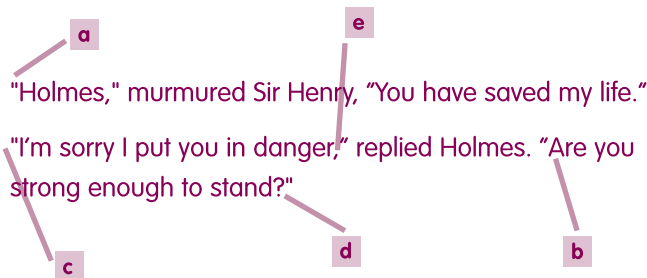 a
e
"Holmes," murmured Sir Henry, “You have saved my life.”
"I'm sorry I put you in danger,” replied Holmes. “Are you
strong enough to stand?"
d
b
c